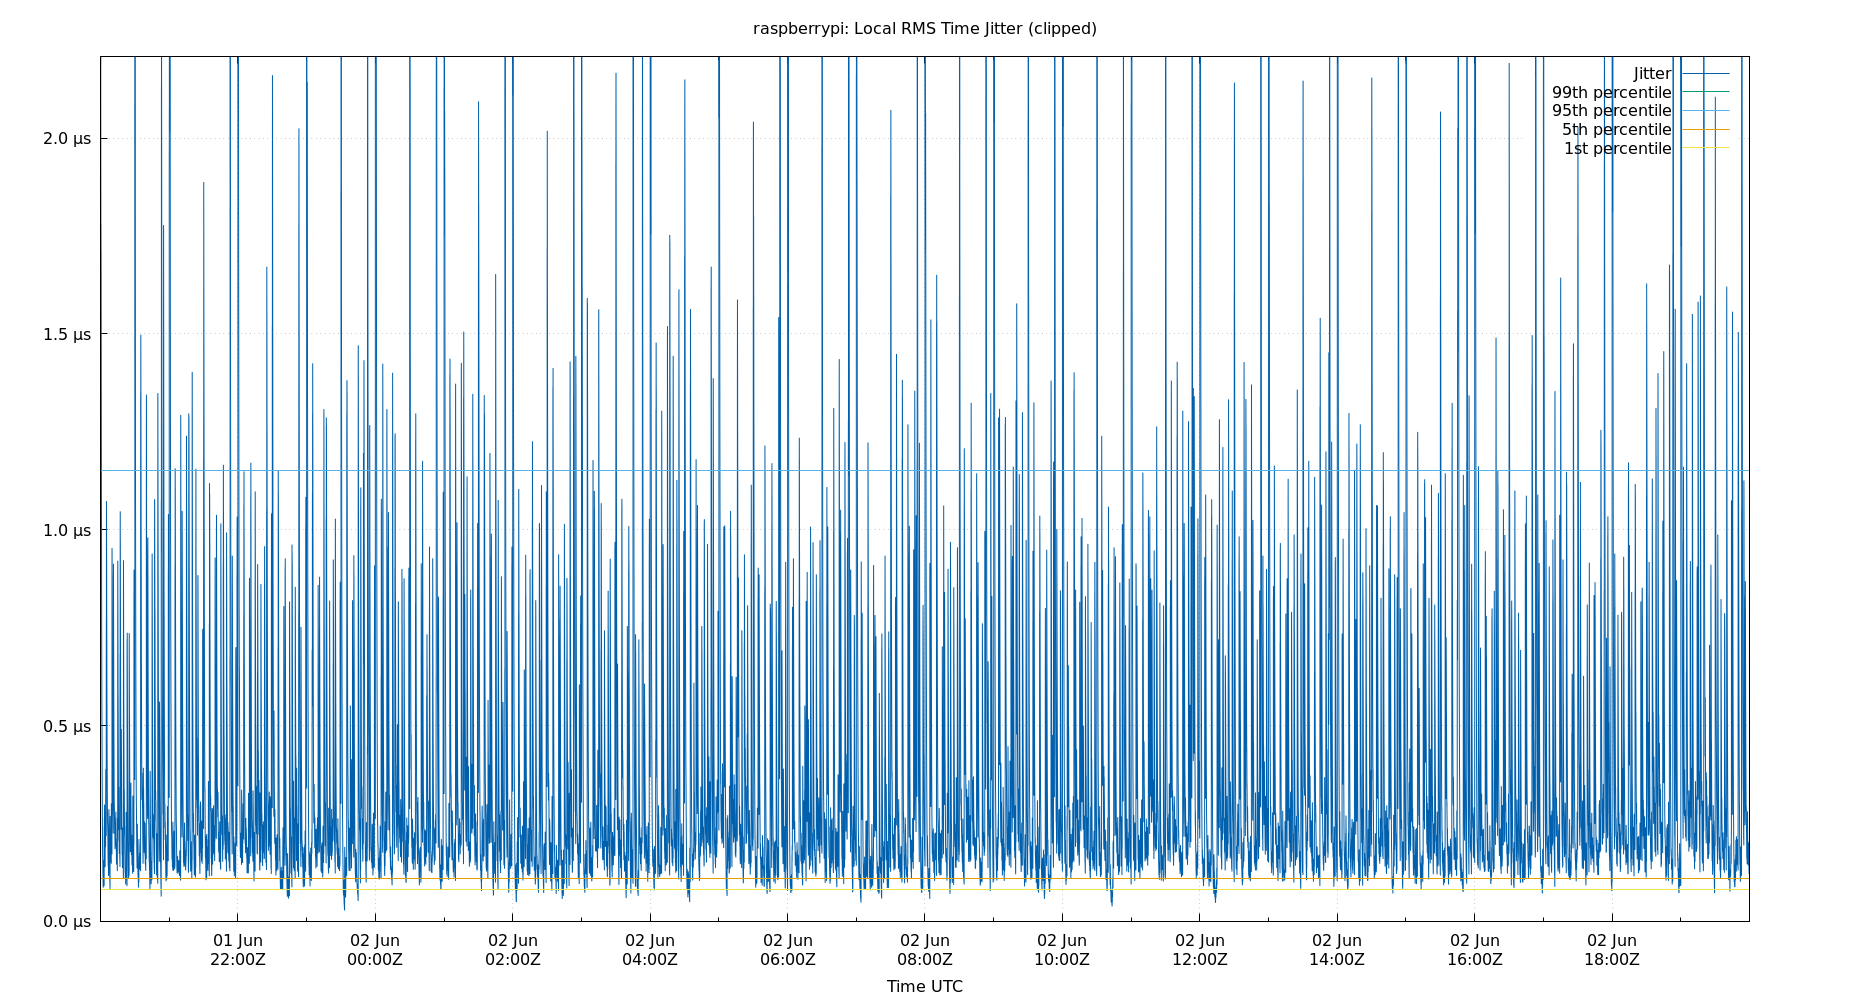 raspberrypi: Local RMS Time Jitter (clipped)
Jitter
99th percentile
95th percentile
5th percentile
1st percentile
2.0 µs
1.5 µs
1.0 µs
0.5 µs
0.0 µs
01 Jun 02 Jun 02 Jun 02 Jun 02 Jun 02 Jun 02 Jun 02 Jun 02 Jun 02 Jun 02 Jun
22:00Z 00:00Z 02:00Z 04:00Z 06:00Z 08:00Z 10:00Z 12:00Z 14:00Z 16:00Z 18:00Z
Time UTC